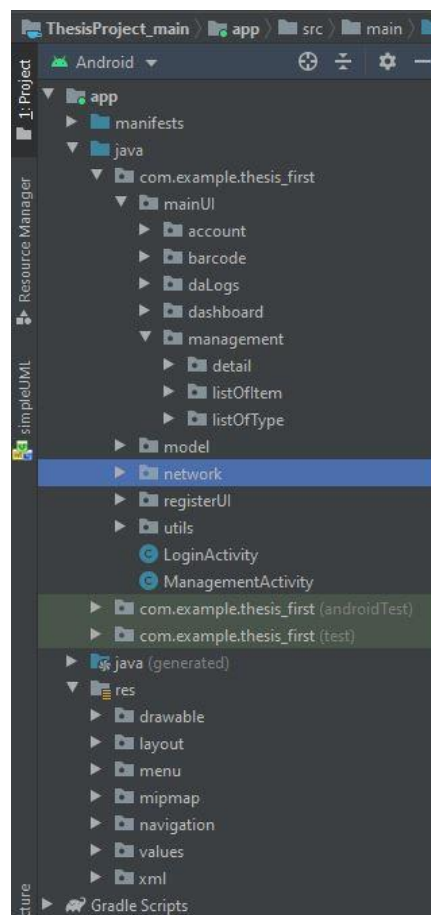 ThesisProject_main app src main
Android
app
manifests
java
com.example.thesis_first
mainUI
account
barcode
daLogs
dashboard
management
detail
listOfItem
listOfType
model
network
registerUI
utils
LoginActivity
ManagementActivity
com.example.thesis_first (androidTest)
com.example.thesis_first (test)
java (generated)
res
drawable
layout
menu
mipmap
navigation
values
xml
Gradle Scripts
1: Project
Resource Manager
simpleUML